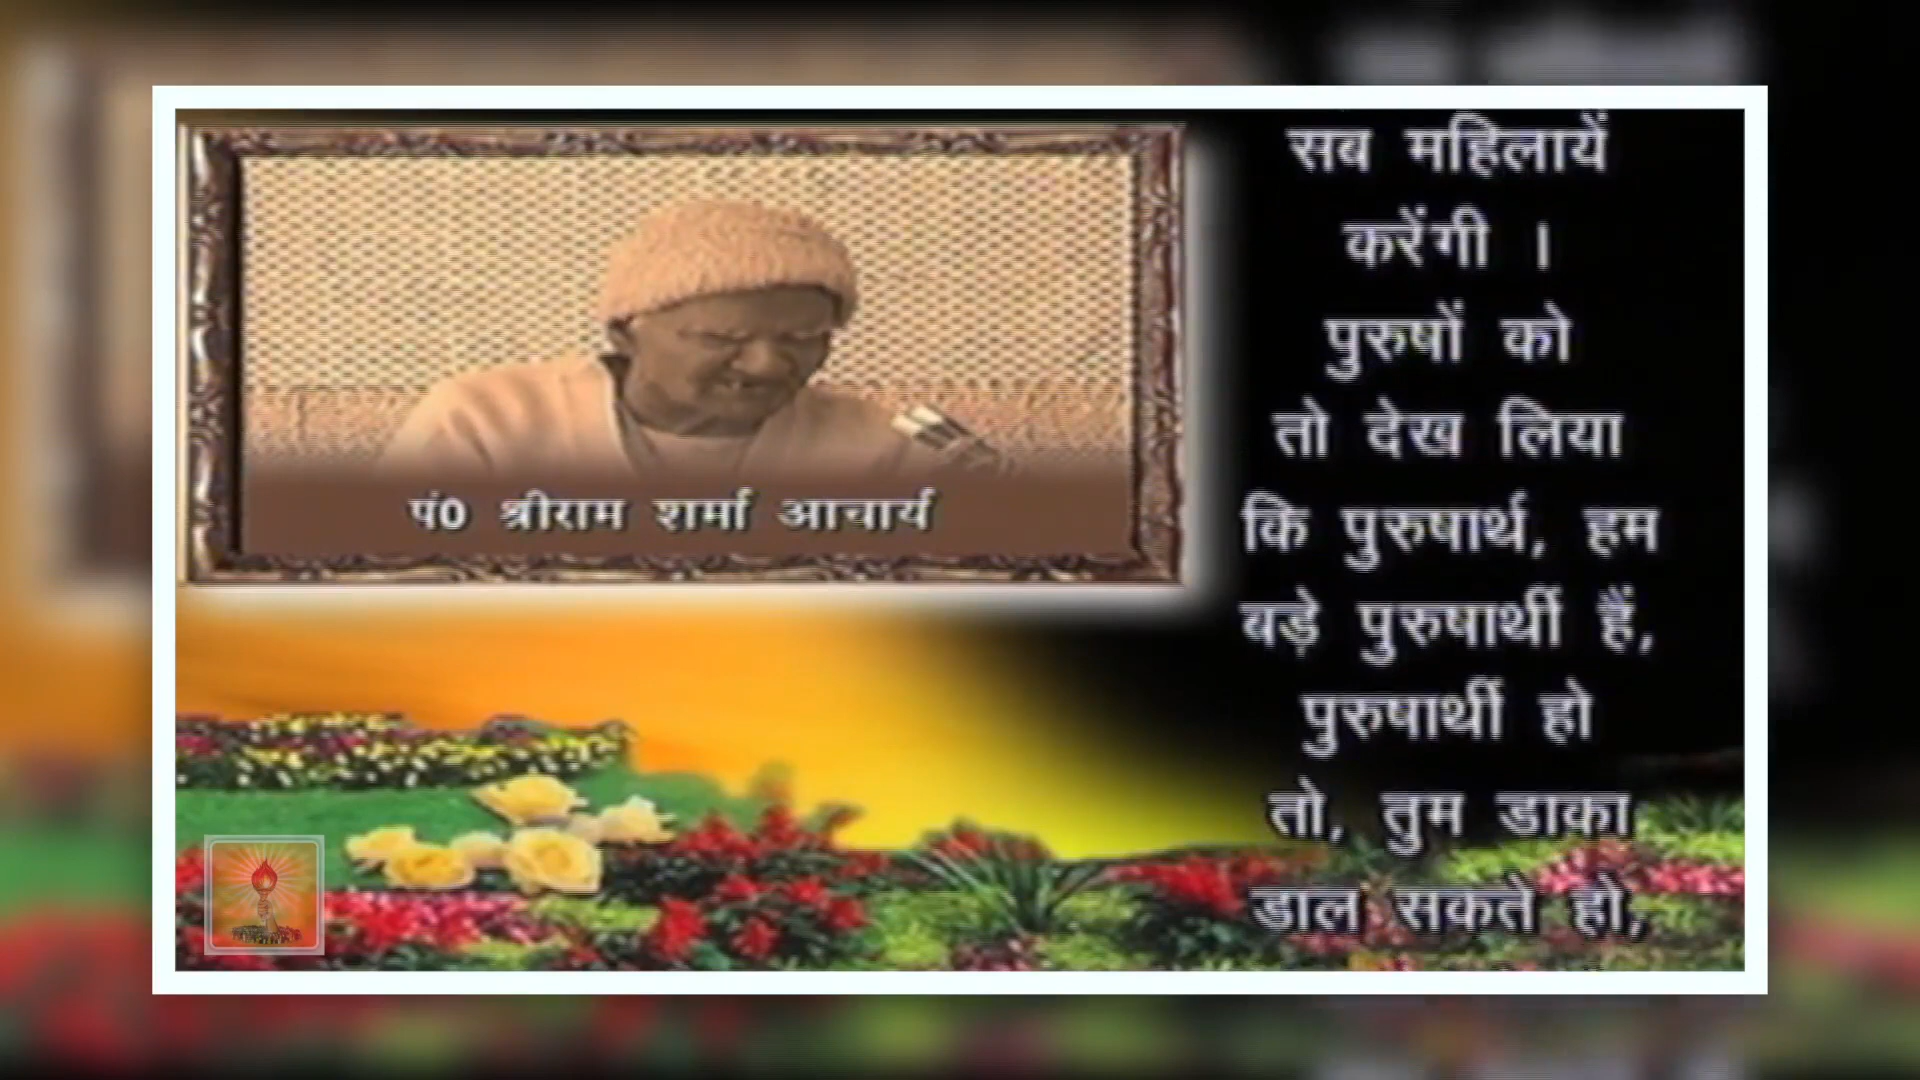 पं0 श्रीराम शर्मा आचार्य
सब महिलायें
करेंगी ।
पुरुषों को
तो देख लिया
कि पुरुषार्थ, हम
बड़े पुरुषार्थी हैं,
पुरुषार्थी हो
तो, तुम डाका
डाल सकते हो,